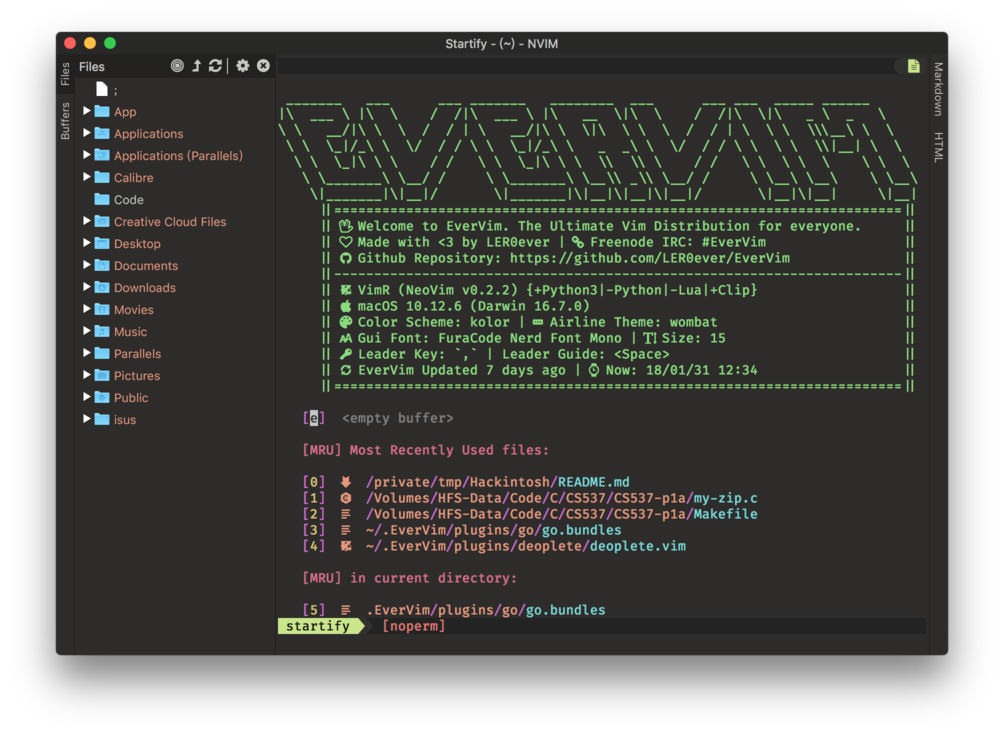 Startify - (~) - NVIM
Files
Buffers
Files
;
App
Applications
Applications (Parallels)
Calibre
Code
Creative Cloud Files
Desktop
Documents
Downloads
Movies
Music
Parallels
Pictures
Public
isus
Markdown
HTML
EVERVIM
Welcome to EverVim. The Ultimate Vim Distribution for everyone.
Made with <3 by LER0ever | Freenode IRC: #EverVim
Github Repository: https://github.com/LER0ever/EverVim
VimR (NeoVim v0.2.2) {+Python3|-Python|-Lua|+Clip}
macOS 10.12.6 (Darwin 16.7.0)
Color Scheme: kolor | Airline Theme: wombat
Gui Font: FuraCode Nerd Font Mono | Size: 15
Leader Key: `,` | Leader Guide: <Space>
EverVim Updated 7 days ago | Now: 18/01/31 12:34
[e] <empty buffer>
[MRU] Most Recently Used files:
[0] /private/tmp/Hackintosh/README.md
[1] /Volumes/HFS-Data/Code/C/CS537/CS537-p1a/my-zip.c
[2] /Volumes/HFS-Data/Code/C/CS537/CS537-p1a/Makefile
[3] ~/.EverVim/plugins/go/go.bundles
[4] ~/.EverVim/plugins/deoplete/deoplete.vim
[MRU] in current directory:
[5] .EverVim/plugins/go/go.bundles
startify [noperm]